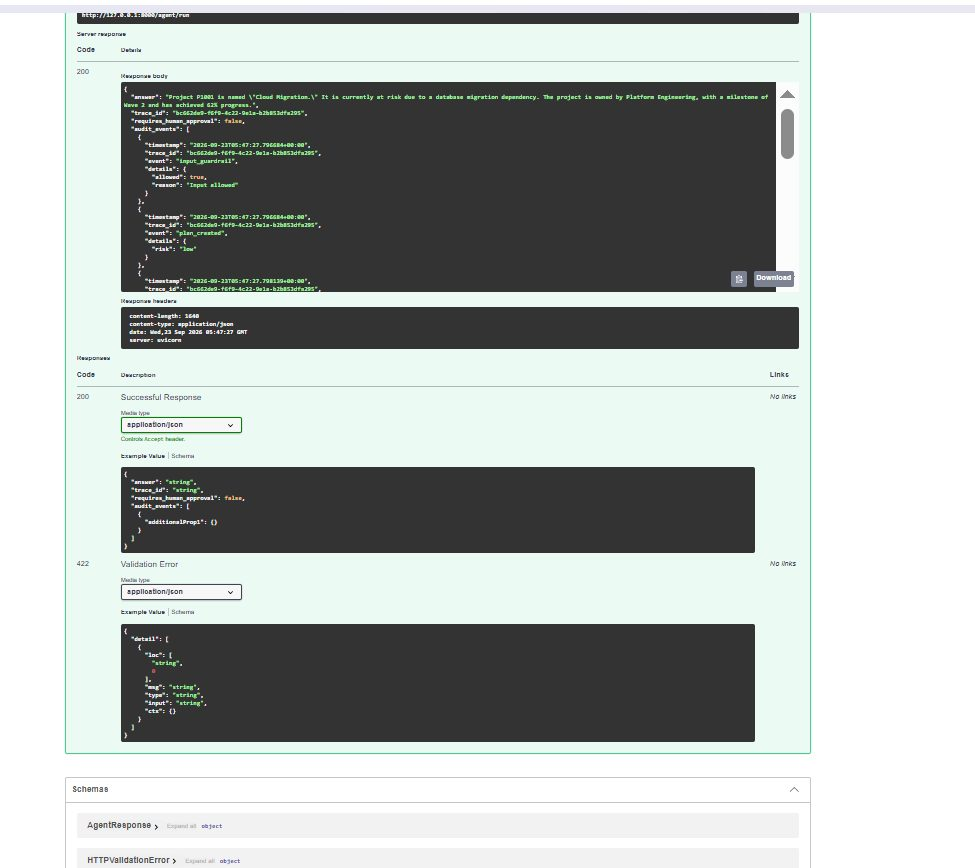 http://127.0.0.1:8000/agent/run
Server response
Code Details
200
Response body
{
"answer": "Project P1001 is named \"Cloud Migration.\" It is currently at risk due to a database migration dependency. The project is owned by Platform Engineering, with a milestone of
Wave 2 and has achieved 62% progress.",
"trace_id": "bc662de9-f6f9-4c22-9e1a-b2b853dfa295",
"requires_human_approval": false,
"audit_events": [
{
"timestamp": "2026-09-23T05:47:27.796684+00:00",
"trace_id": "bc662de9-f6f9-4c22-9e1a-b2b853dfa295",
"event": "input_guardrail",
"details": {
"allowed": true,
"reason": "Input allowed"
}
},
{
"timestamp": "2026-09-23T05:47:27.796684+00:00",
"trace_id": "bc662de9-f6f9-4c22-9e1a-b2b853dfa295",
"event": "plan_created",
"details": {
"risk": "low"
}
},
{
"timestamp": "2026-09-23T05:47:27.798139+00:00",
"trace_id": "bc662de9-f6f9-4c22-9e1a-b2b853dfa295",
Download
Response headers
content-length: 1640
content-type: application/json
date: Wed,23 Sep 2026 05:47:27 GMT
server: uvicorn
Responses
Code Description Links
200 Successful Response No links
Media type
application/json
Controls Accept header.
Example Value | Schema
{
"answer": "string",
"trace_id": "string",
"requires_human_approval": false,
"audit_events": [
{
"additionalProp1": {}
}
]
}
422 Validation Error No links
Media type
application/json
Example Value | Schema
{
"detail": [
{
"loc": [
"string",
0
],
"msg": "string",
"type": "string",
"input": "string",
"ctx": {}
}
]
}
Schemas
AgentResponse Expand all object
HTTPValidationError Expand all object